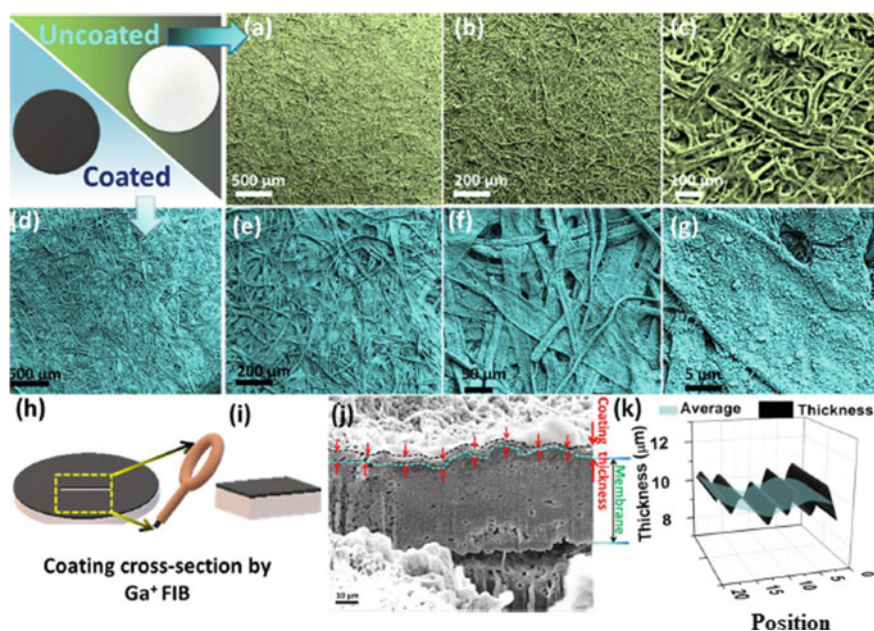 Uncoated
(a)
(b)
(c)
Coated
500 µm
200 µm
100 µm
(d)
(e)
(f)
(g)
500 µm
200 µm
50 µm
5 µm
(h)
(i)
(j)
(k)
Coating thickness
Membrane
10 µm
Average
Thickness
Thickness (µm)
12
10
8
20
15
10
5
0
Position
Coating cross-section by
Ga⁺ FIB